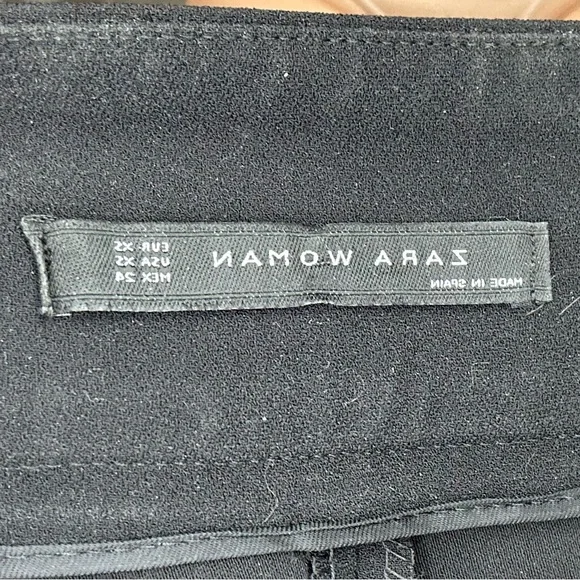 ZARA WOMAN
MADE IN SPAIN
EUR XS
USA XS
MEX 24